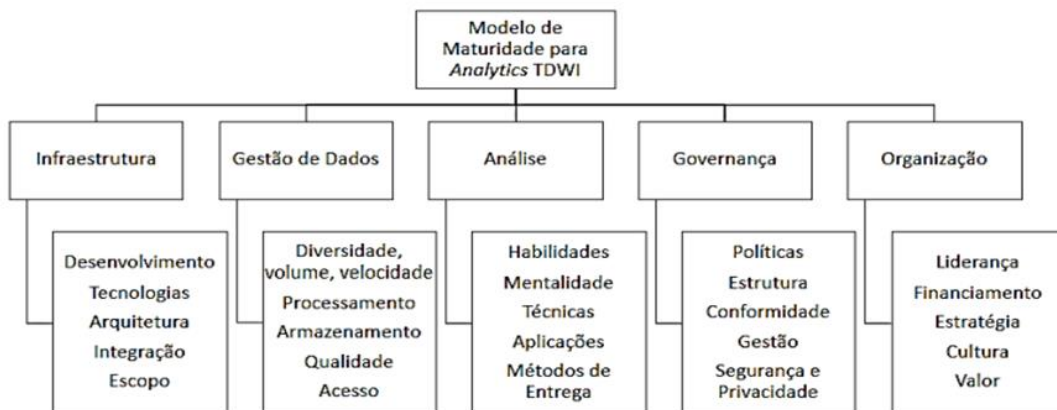 Modelo de
Maturidade para
Analytics TDWI
Infraestrutura
Gestão de Dados
Análise
Governança
Organização
Desenvolvimento
Tecnologias
Arquitetura
Integração
Escopo
Diversidade,
volume, velocidade
Processamento
Armazenamento
Qualidade
Acesso
Habilidades
Mentalidade
Técnicas
Aplicações
Métodos de
Entrega
Políticas
Estrutura
Conformidade
Gestão
Segurança e
Privacidade
Liderança
Financiamento
Estratégia
Cultura
Valor